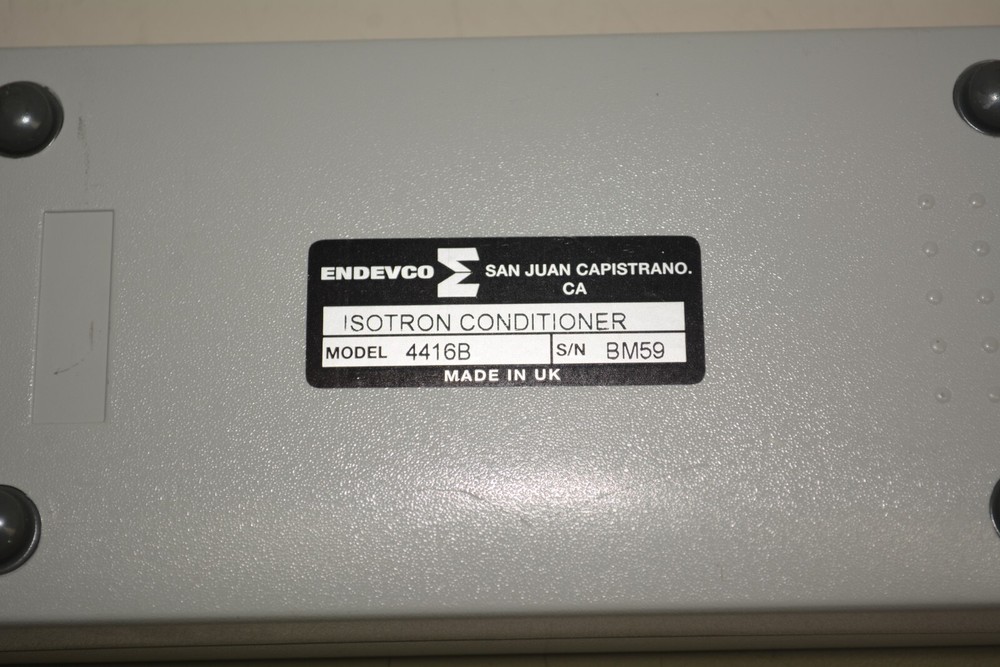 ENDEVCO SAN JUAN CAPISTRANO.
CA
ISOTRON CONDITIONER
MODEL 4416B S/N BM59
MADE IN UK